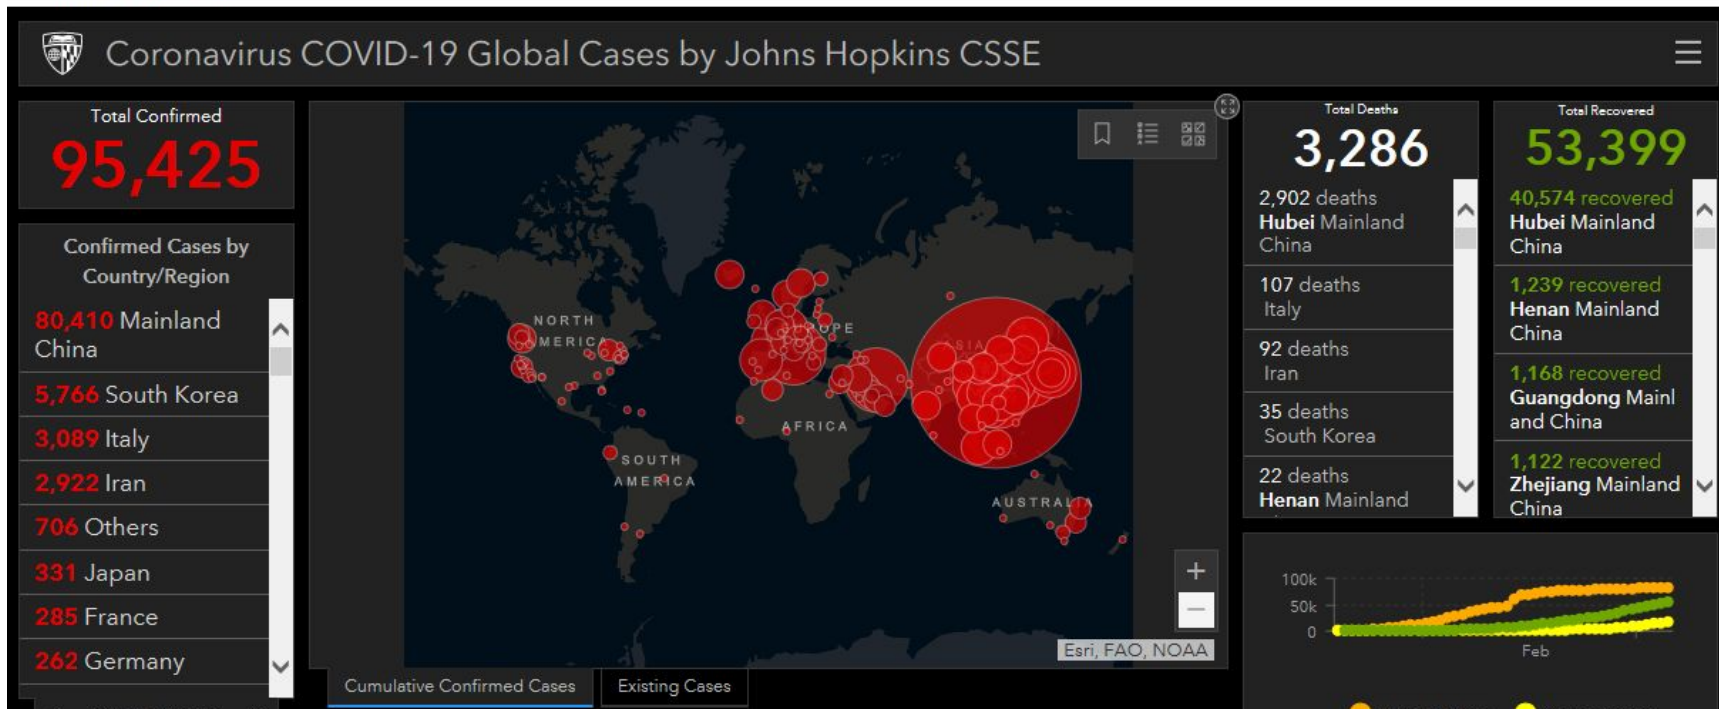 Coronavirus COVID-19 Global Cases by Johns Hopkins CSSE
Total Confirmed
95,425
Confirmed Cases by
Country/Region
80,410 Mainland
China
5,766 South Korea
3,089 Italy
2,922 Iran
706 Others
331 Japan
285 France
262 Germany
NORTH
AMERICA
EUROPE
ASIA
AFRICA
SOUTH
AMERICA
AUSTRALIA
+
−
Esri, FAO, NOAA
Cumulative Confirmed Cases
Existing Cases
Total Deaths
3,286
2,902 deaths
Hubei Mainland
China
107 deaths
Italy
92 deaths
Iran
35 deaths
South Korea
22 deaths
Henan Mainland
Total Recovered
53,399
40,574 recovered
Hubei Mainland
China
1,239 recovered
Henan Mainland
China
1,168 recovered
Guangdong Mainl
and China
1,122 recovered
Zhejiang Mainland
China
100k
50k
0
Feb